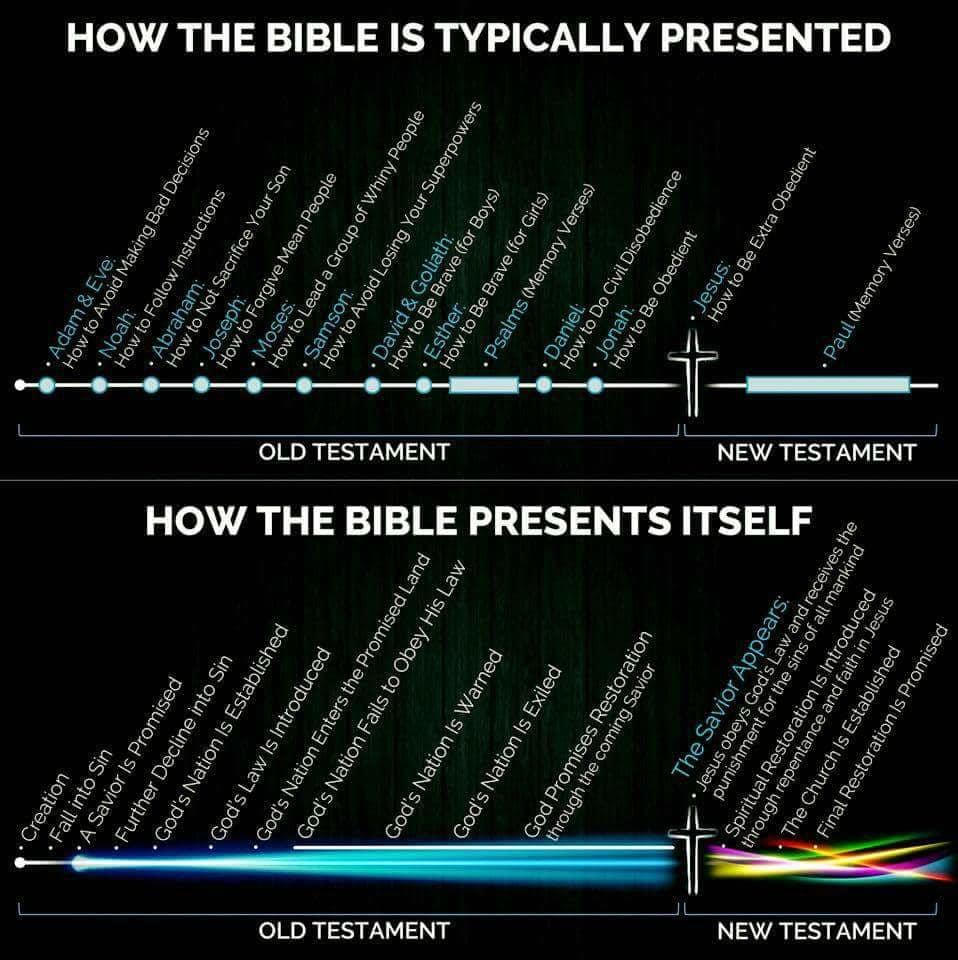 HOW THE BIBLE IS TYPICALLY PRESENTED
• Adam & Eve:
How to Avoid Making Bad Decisions
• Noah:
How to Follow Instructions
• Abraham:
How to Not Sacrifice Your Son
• Joseph:
How to Forgive Mean People
• Moses:
How to Lead a Group of Whiny People
• Samson:
How to Avoid Losing Your Superpowers
• David & Goliath:
How to Be Brave (for Boys)
• Esther:
How to Be Brave (for Girls)
• Psalms (Memory Verses)
• Daniel:
How to Do Civil Disobedience
• Jonah:
How to Be Obedient
• Jesus:
How to Be Extra Obedient
• Paul (Memory Verses)
OLD TESTAMENT
NEW TESTAMENT
HOW THE BIBLE PRESENTS ITSELF
• Creation
• Fall into Sin
• A Savior Is Promised
• Further Decline into Sin
• God's Nation Is Established
• God's Law Is Introduced
• God's Nation Enters the Promised Land
God's Nation Fails to Obey His Law
God's Nation Is Warned
God's Nation Is Exiled
God Promises Restoration
through the coming Savior
The Savior Appears:
• Jesus obeys God's Law and receives the
punishment for the sins of all mankind
• Spiritual Restoration Is Introduced
through repentance and faith in Jesus
• The Church Is Established
• Final Restoration Is Promised
OLD TESTAMENT
NEW TESTAMENT